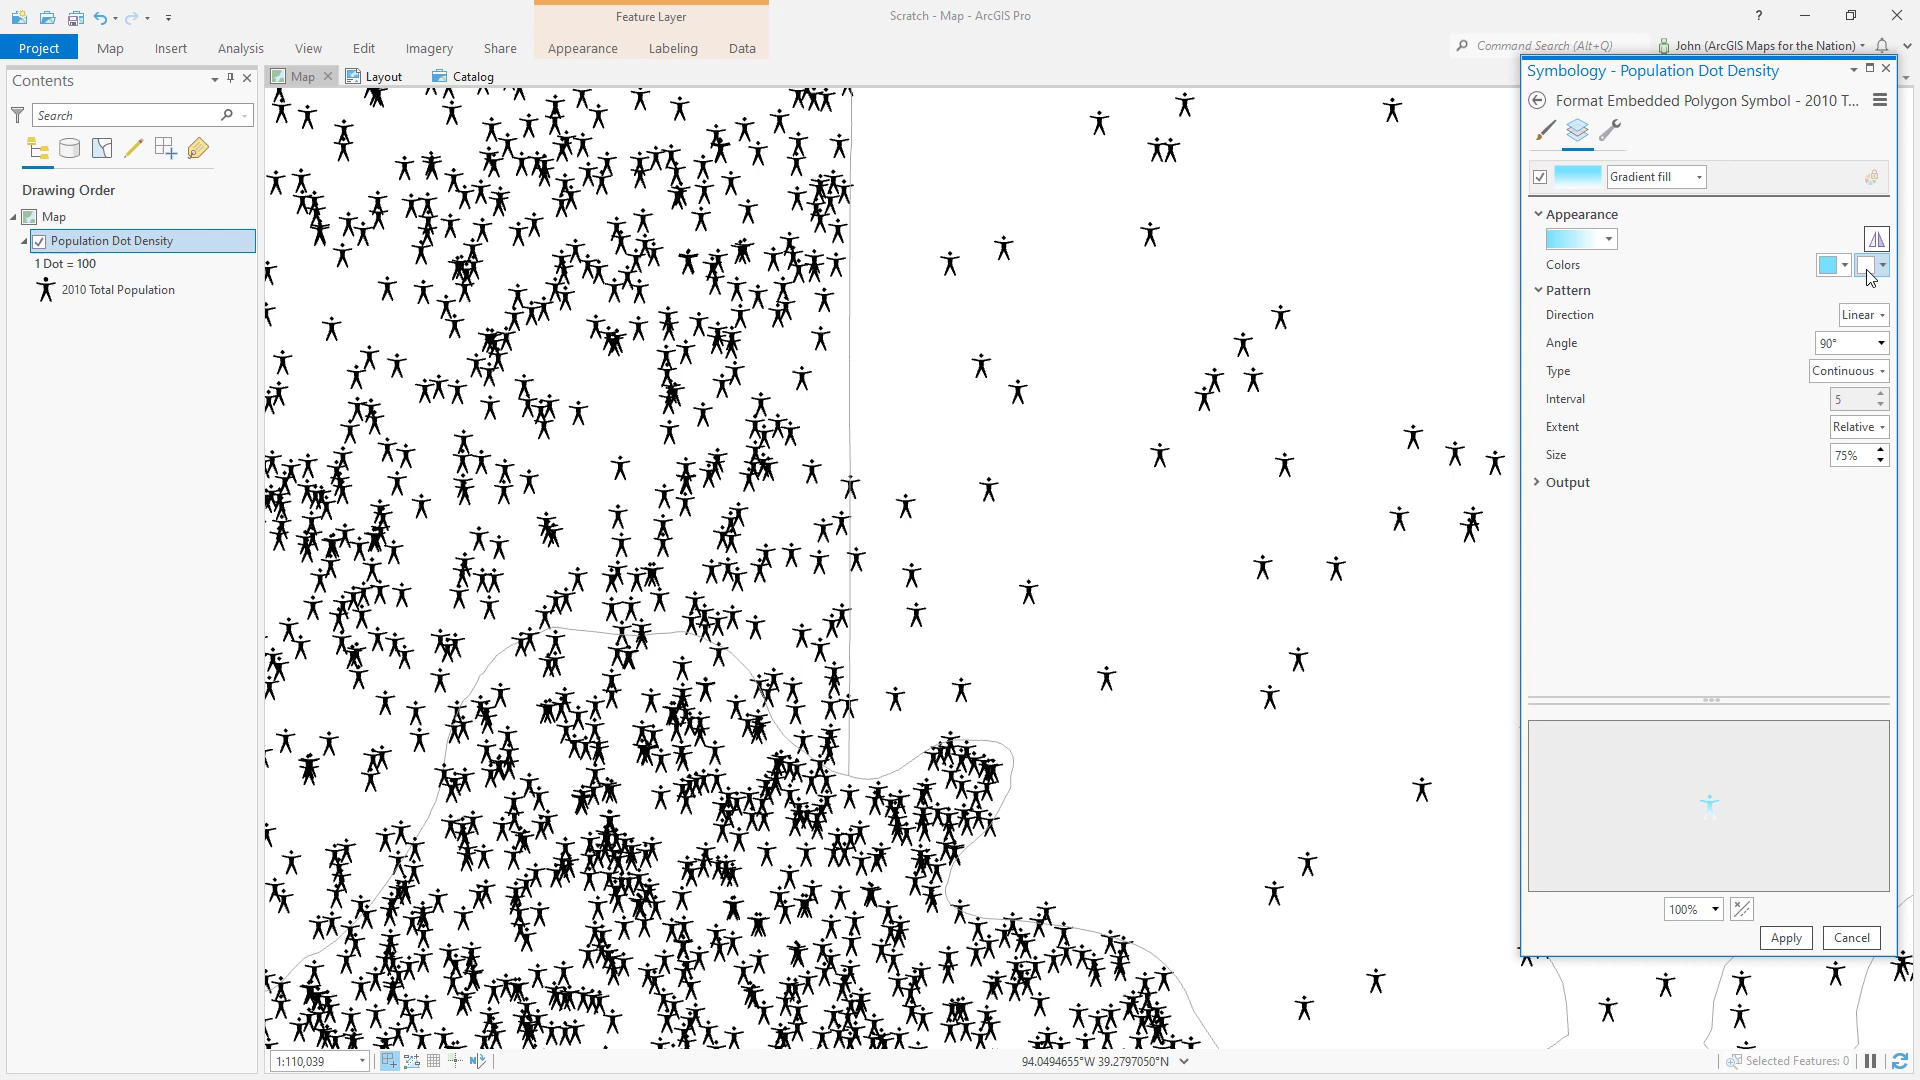 Feature Layer
Scratch - Map - ArcGIS Pro
?
Project Map Insert Analysis View Edit Imagery Share Appearance Labeling Data
Command Search (Alt+Q)
John (ArcGIS Maps for the Nation)
Contents
Map Layout Catalog
Search
Drawing Order
Map
Population Dot Density
1 Dot = 100
2010 Total Population
Symbology - Population Dot Density
Format Embedded Polygon Symbol - 2010 T...
Gradient fill
Appearance
Colors
Pattern
Direction Linear
Angle 90°
Type Continuous
Interval 5
Extent Relative
Size 75%
Output
100%
Apply Cancel
1:110,039
94.0494655°W 39.2797050°N
Selected Features: 0